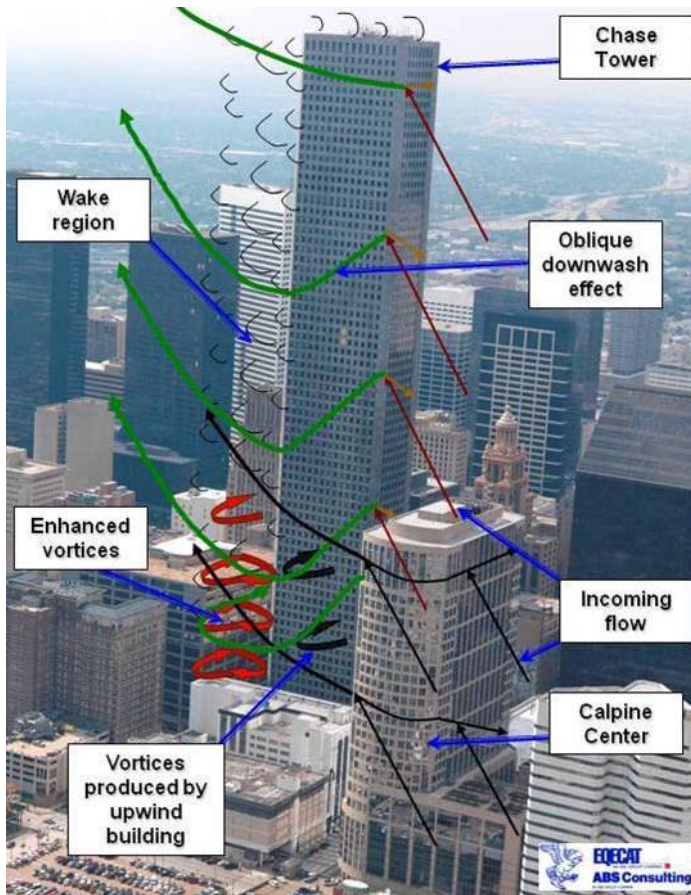 Chase
Tower
Wake
region
Oblique
downwash
effect
Enhanced
vortices
Incoming
flow
Calpine
Center
Vortices
produced by
upwind
building
EQECAT
ABS Consulting